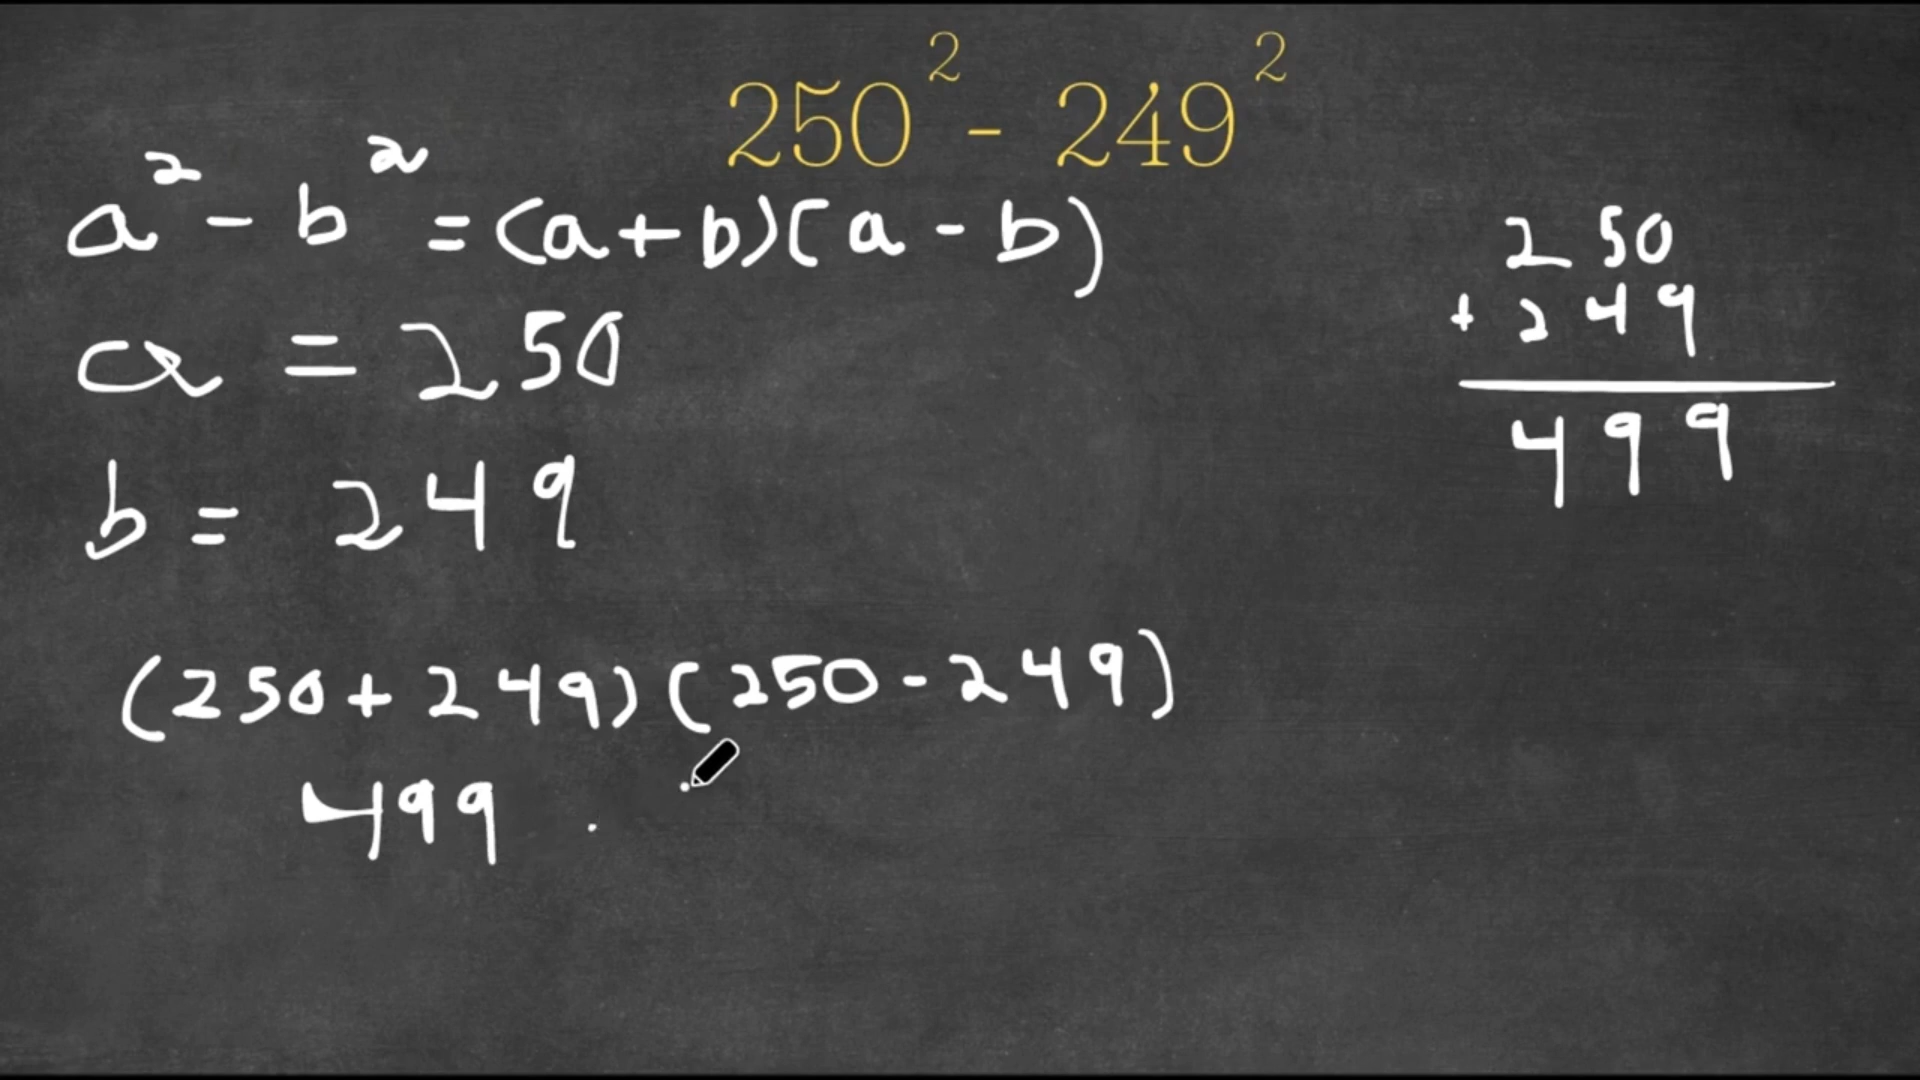 250² - 249²
a² - b² = (a+b)(a - b)
a = 250
b = 249
250
+ 249
499
(250 + 249)(250 - 249)
499 .